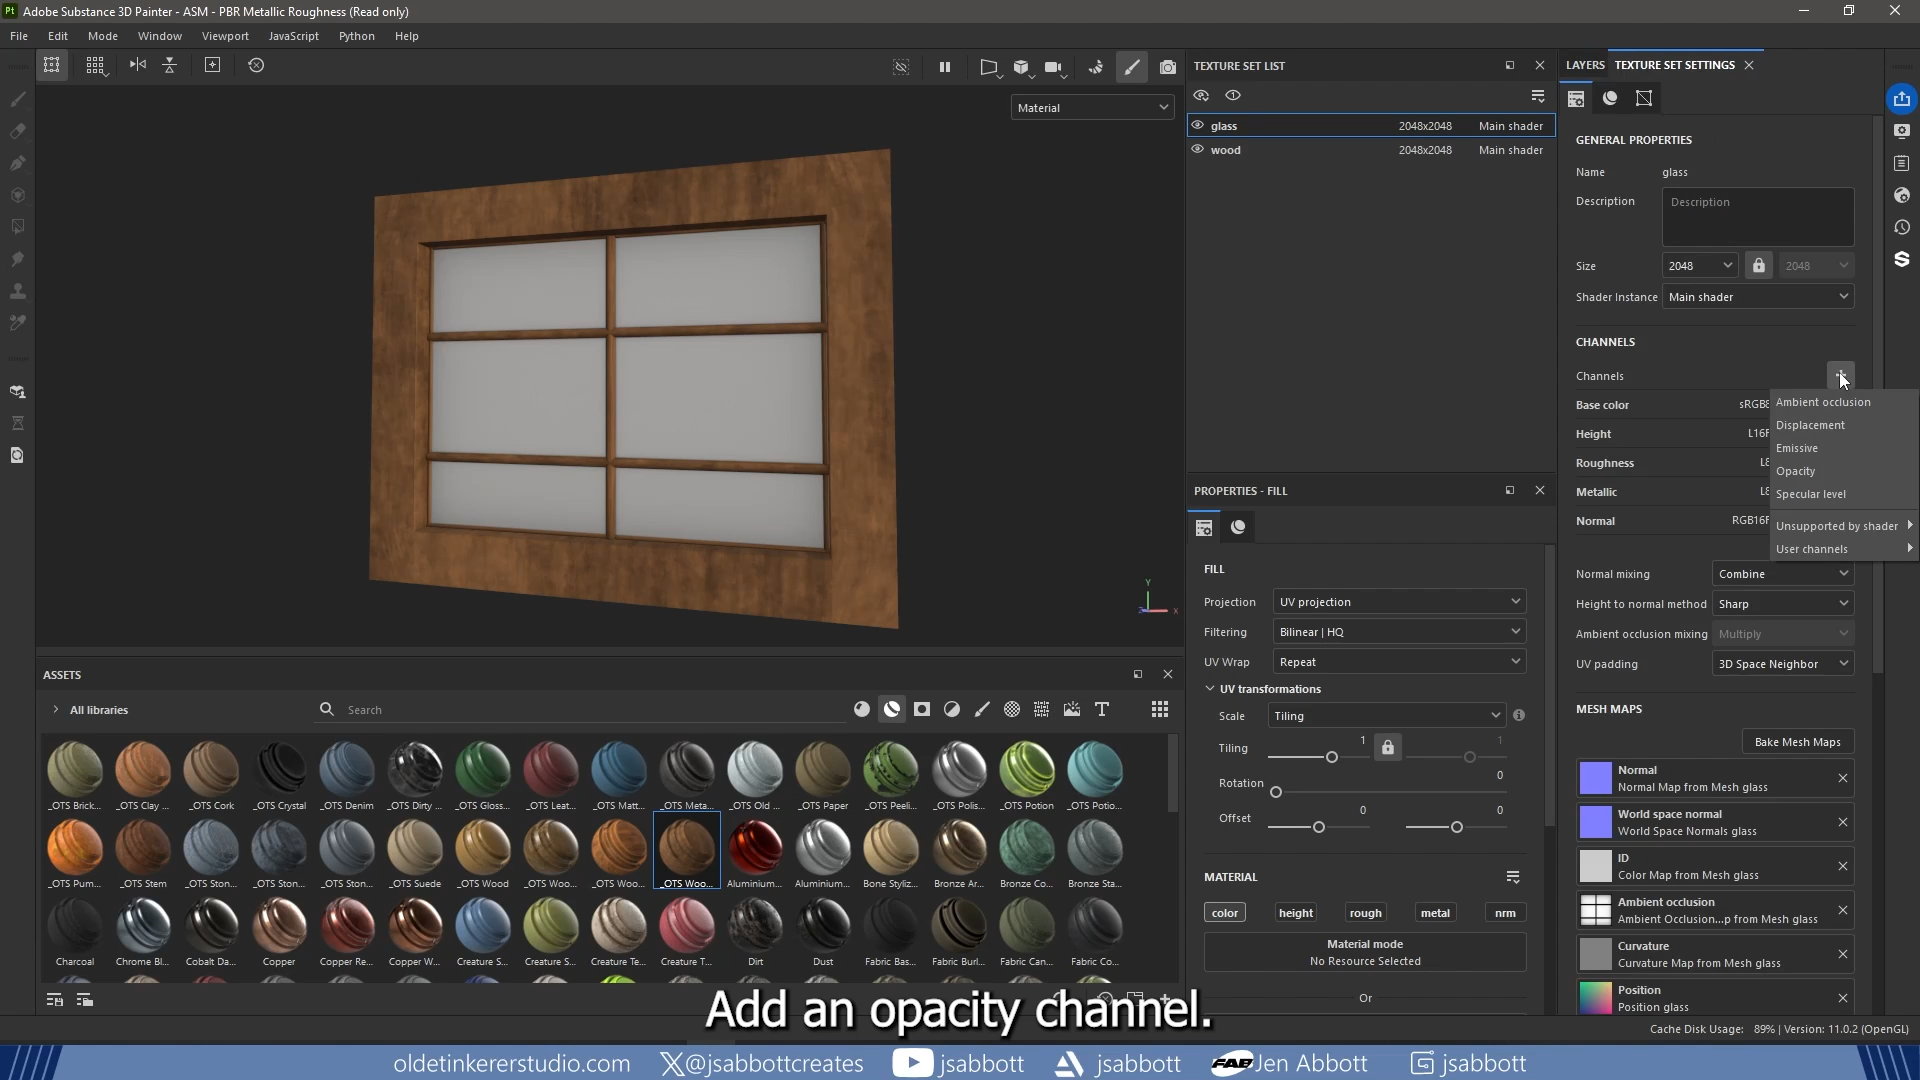 Pt Adobe Substance 3D Painter - ASM - PBR Metallic Roughness (Read only)
File Edit Mode Window Viewport JavaScript Python Help
Material
TEXTURE SET LIST
glass 2048x2048 Main shader
wood 2048x2048 Main shader
LAYERS TEXTURE SET SETTINGS
GENERAL PROPERTIES
Name glass
Description Description
Size 2048 2048
Shader Instance Main shader
CHANNELS
Channels
Base color sRGB8
Height L16F
Roughness L8
Metallic L8
Normal RGB16F
Ambient occlusion
Displacement
Emissive
Opacity
Specular level
Unsupported by shader
User channels
Normal mixing Combine
Height to normal method Sharp
Ambient occlusion mixing Multiply
UV padding 3D Space Neighbor
MESH MAPS
Bake Mesh Maps
Normal
Normal Map from Mesh glass
World space normal
World Space Normals glass
ID
Color Map from Mesh glass
Ambient occlusion
Ambient Occlusion...p from Mesh glass
Curvature
Curvature Map from Mesh glass
Position
Position glass
PROPERTIES - FILL
FILL
Projection UV projection
Filtering Bilinear | HQ
UV Wrap Repeat
UV transformations
Scale Tiling
Tiling 1 1
Rotation 0
Offset 0 0
MATERIAL
color height rough metal nrm
Material mode
No Resource Selected
Or
Y
Z X
ASSETS
All libraries Search
_OTS Brick... _OTS Clay ... _OTS Cork _OTS Crystal _OTS Denim _OTS Dirty ... _OTS Gloss... _OTS Leat... _OTS Matt... _OTS Meta... _OTS Old ... _OTS Paper _OTS Peeli... _OTS Polis... _OTS Potion _OTS Potio...
_OTS Pum... _OTS Stem _OTS Ston... _OTS Ston... _OTS Ston... _OTS Suede _OTS Wood _OTS Woo... _OTS Woo... _OTS Woo... Aluminium... Aluminium... Bone Styliz... Bronze Ar... Bronze Co... Bronze Sta...
Charcoal Chrome Bl... Cobalt Da... Copper Copper Re... Copper W... Creature S... Creature S... Creature Te... Creature T... Dirt Dust Fabric Bas... Fabric Burl... Fabric Can... Fabric Co...
Add an opacity channel.
Cache Disk Usage: 89% | Version: 11.0.2 (OpenGL)
oldetinkererstudio.com @jsabbottcreates jsabbott jsabbott FAB Jen Abbott jsabbott